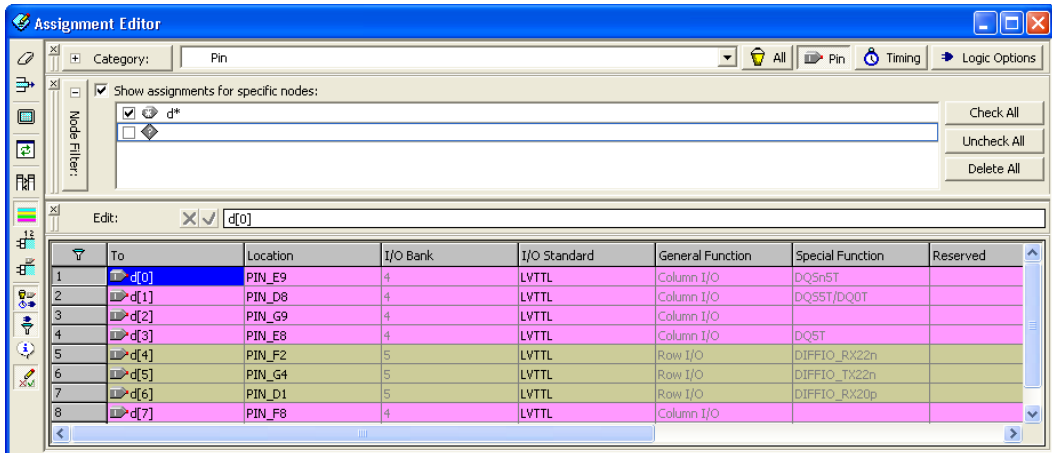 Assignment Editor
Category: Pin All Pin Timing Logic Options
Show assignments for specific nodes:
Node Filter:
d* Check All
Uncheck All
Delete All
Edit: d[0]
To Location I/O Bank I/O Standard General Function Special Function Reserved
1 d[0] PIN_E9 4 LVTTL Column I/O DQSn5T
2 d[1] PIN_D8 4 LVTTL Column I/O DQS5T/DQ0T
3 d[2] PIN_G9 4 LVTTL Column I/O
4 d[3] PIN_E8 4 LVTTL Column I/O DQ5T
5 d[4] PIN_F2 5 LVTTL Row I/O DIFFIO_RX22n
6 d[5] PIN_G4 5 LVTTL Row I/O DIFFIO_TX22n
7 d[6] PIN_D1 5 LVTTL Row I/O DIFFIO_RX20p
8 d[7] PIN_F8 4 LVTTL Column I/O